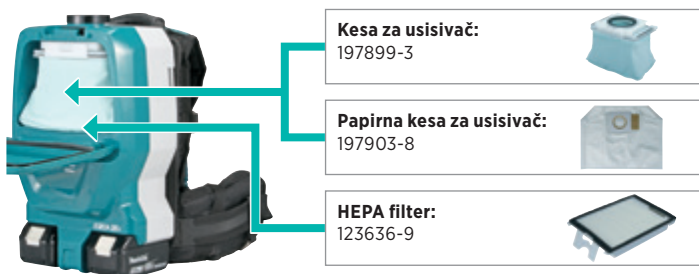 Kesa za usisivač:
197899-3
Papirna kesa za usisivač:
197903-8
HEPA filter:
123636-9